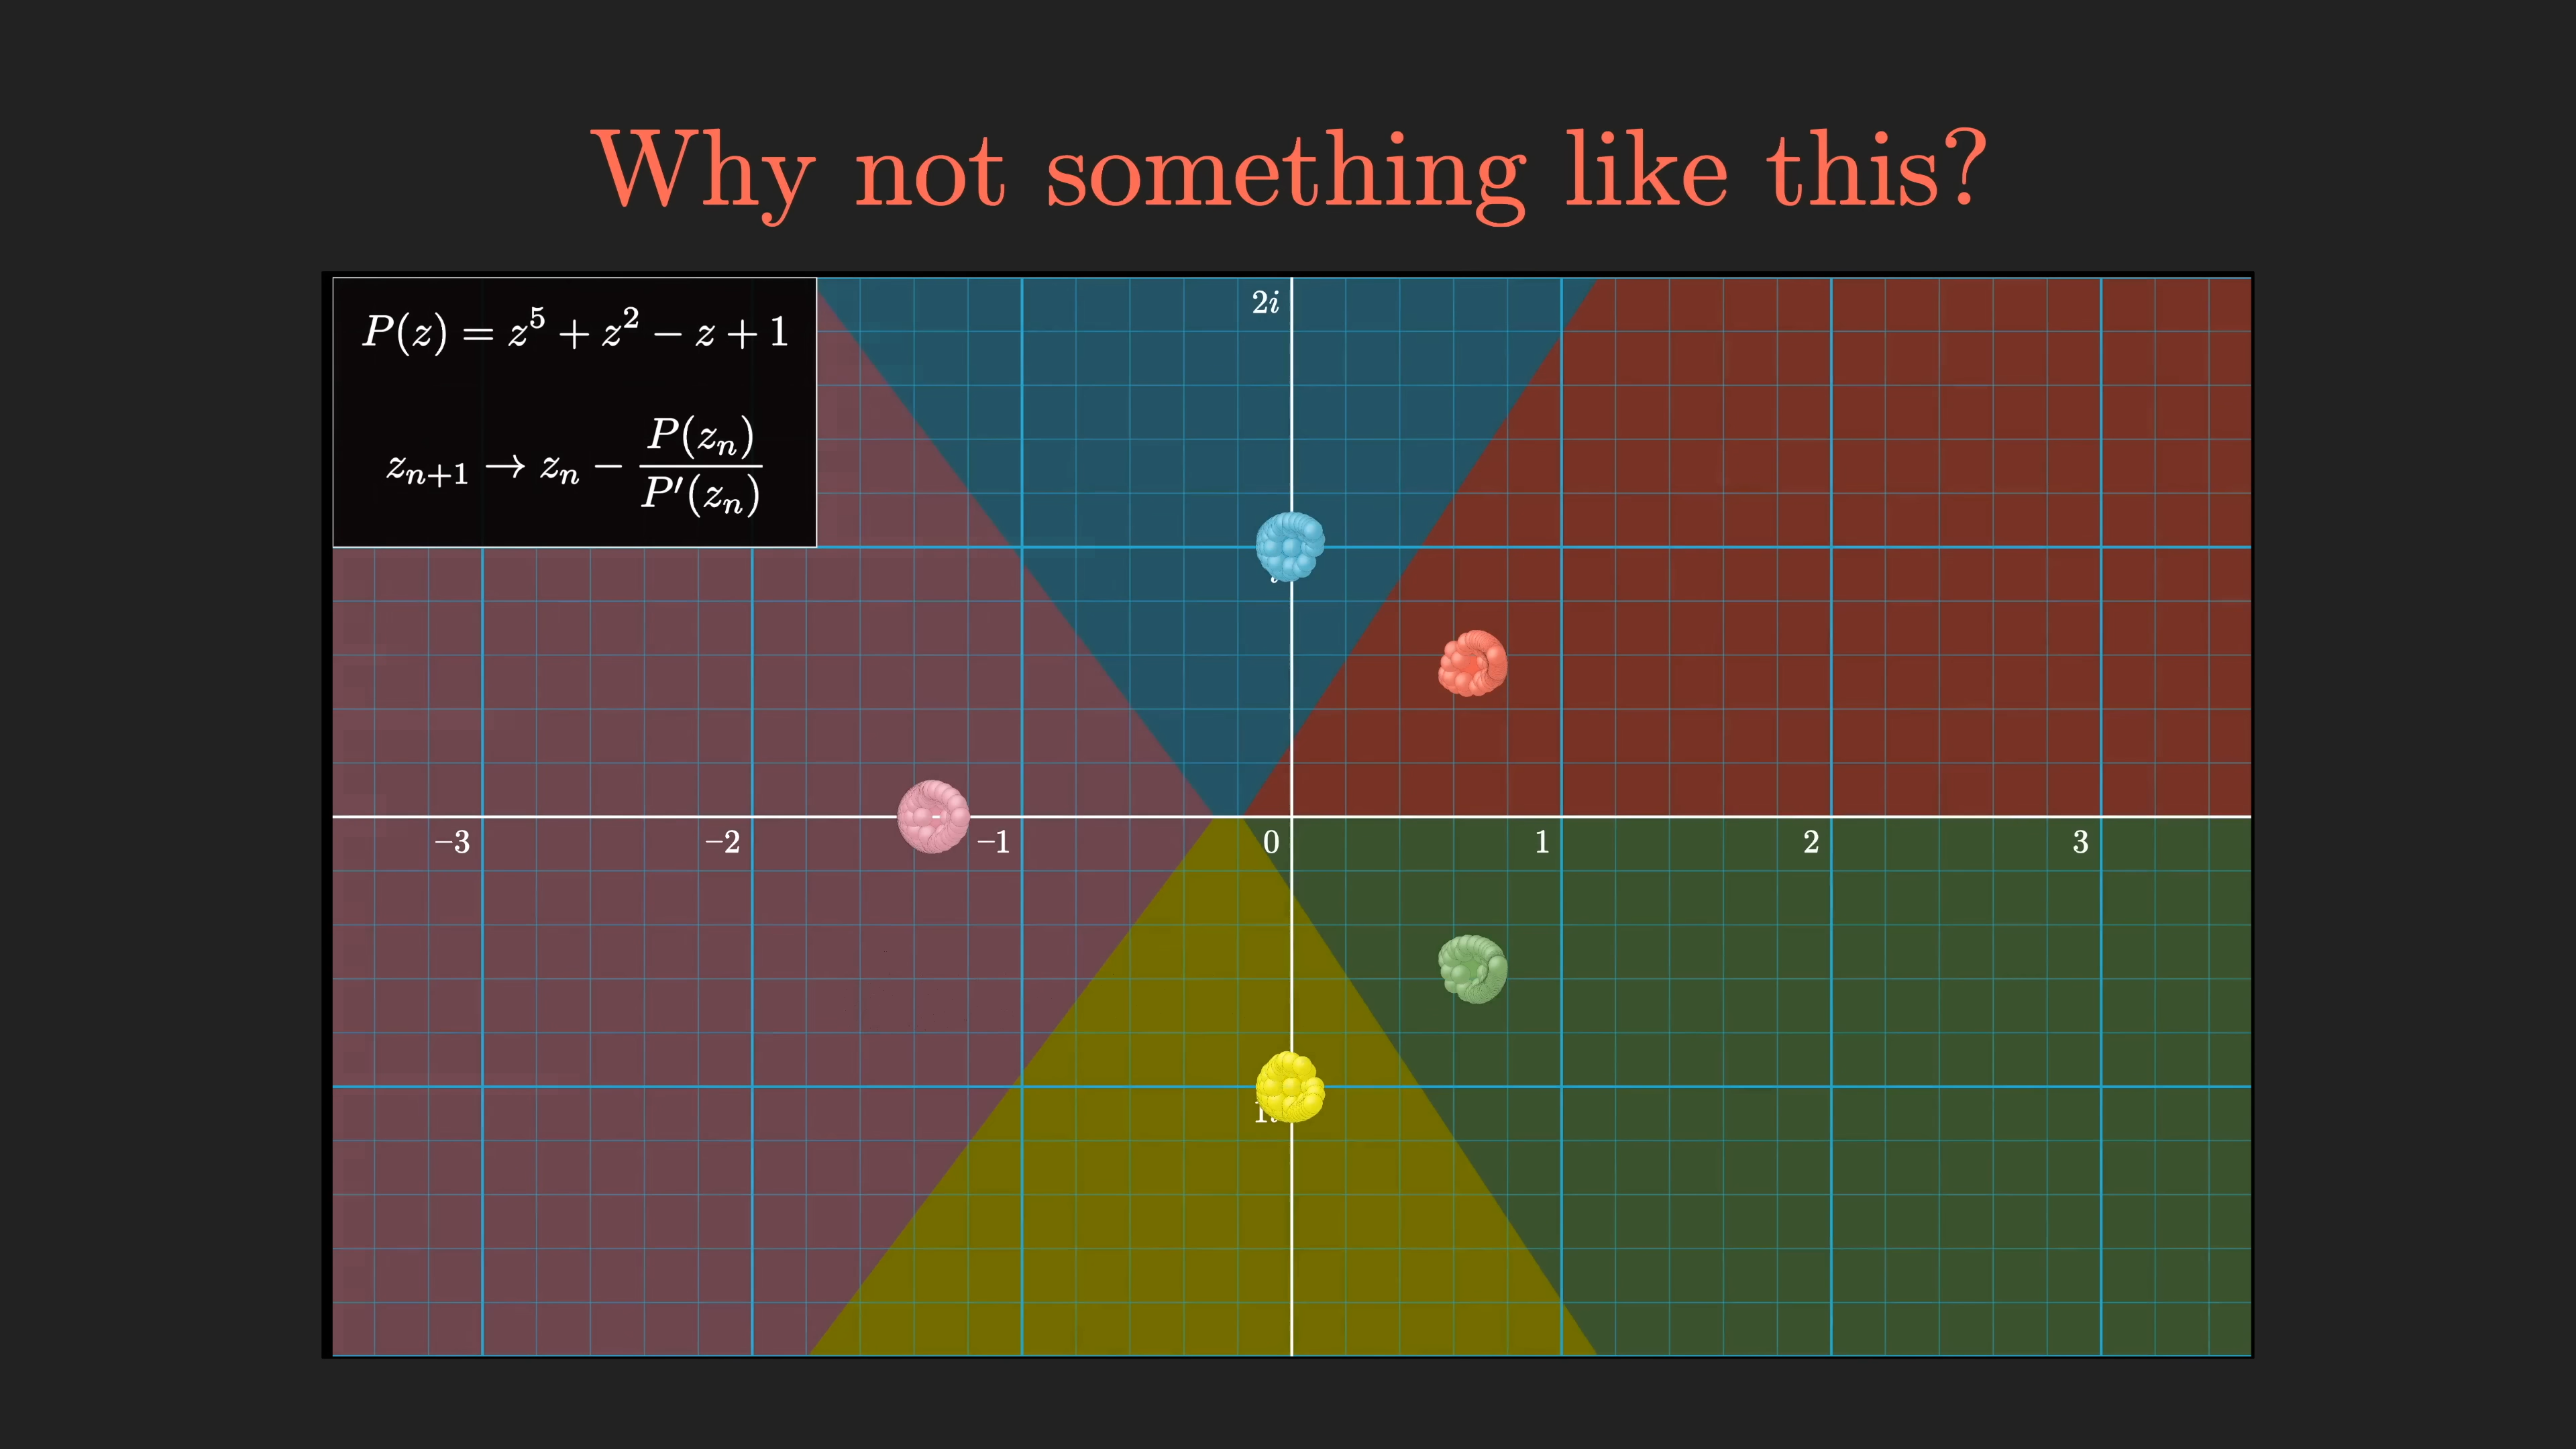 Why not something like this?
P(z) = z^5 + z^2 − z + 1
z_{n+1} → z_n − P(z_n) / P′(z_n)
2i
−3 −2 −1 0 1 2 3